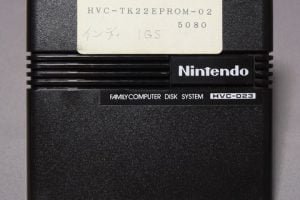 HVC-TK22EPROM-02
5080
インディ IGS
Nintendo
FAMILY COMPUTER DISK SYSTEM HVC-023